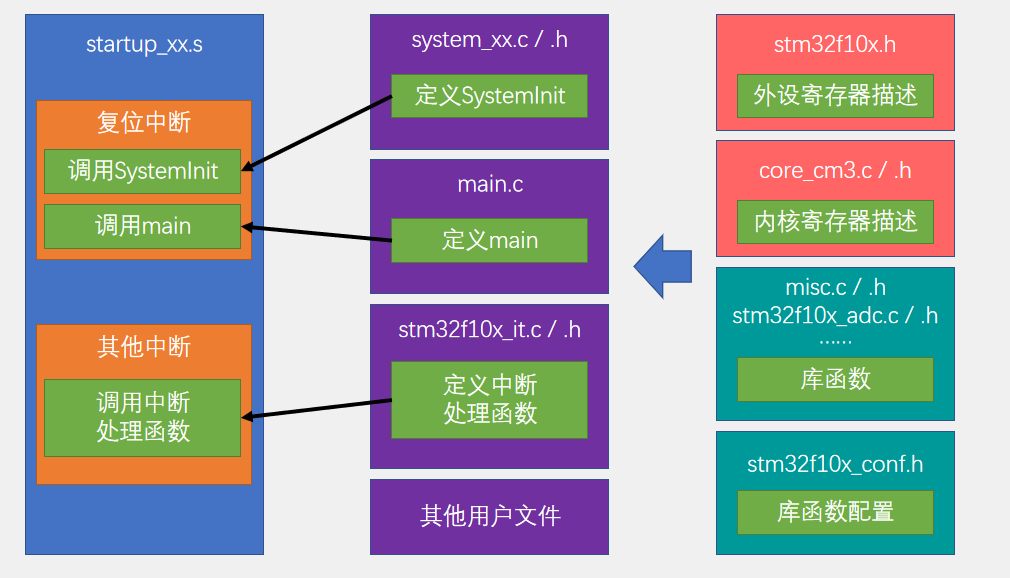 startup_xx.s
复位中断
调用SystemInit
调用main
其他中断
调用中断
处理函数
system_xx.c / .h
定义SystemInit
main.c
定义main
stm32f10x_it.c / .h
定义中断
处理函数
其他用户文件
stm32f10x.h
外设寄存器描述
core_cm3.c / .h
内核寄存器描述
misc.c / .h
stm32f10x_adc.c / .h
……
库函数
stm32f10x_conf.h
库函数配置